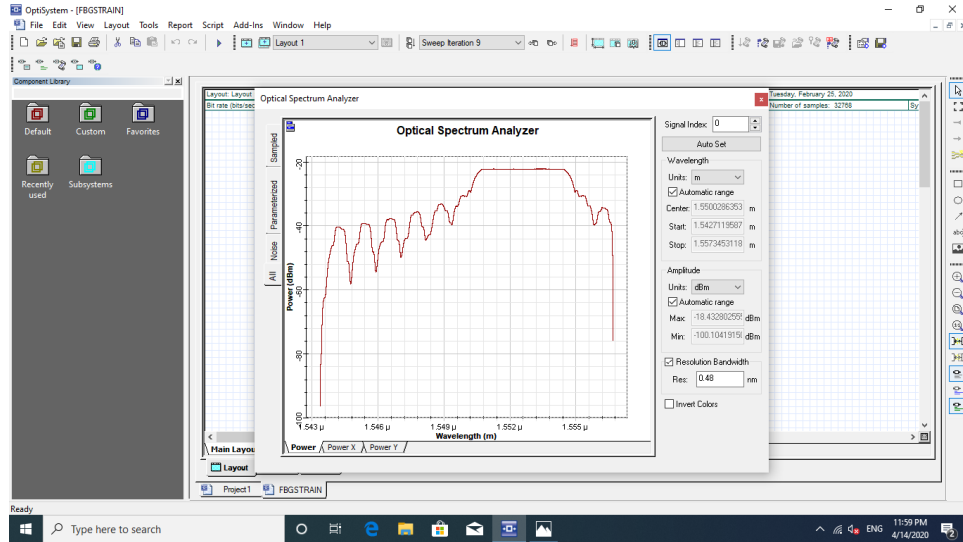 OptiSystem - [FBGSTRAIN]
File Edit View Layout Tools Report Script Add-Ins Window Help
Layout 1
Sweep Iteration 9
Component Library
Default Custom Favorites
Recently used Subsystems
Layout: Layout
Tuesday, February 25, 2020
Bit rate (bits/sec
Number of samples: 32768 Sy
Optical Spectrum Analyzer
x
Optical Spectrum Analyzer
Sampled
Parameterized
Noise
All
Power (dBm)
-20
-40
-60
-80
-100
1.543 µ 1.546 µ 1.549 µ 1.552 µ 1.555 µ
Wavelength (m)
Power Power X Power Y
Signal Index: 0
Auto Set
Wavelength
Units: m
Automatic range
Center: 1.5500286353 m
Start: 1.5427119587 m
Stop: 1.5573453118 m
Amplitude
Units: dBm
Automatic range
Max: -18.432802555 dBm
Min: -100.1041915 dBm
Resolution Bandwidth
Res: 0.48 nm
Invert Colors
abc
Main Layou
Layout
Project1 FBGSTRAIN
Ready
Type here to search
ENG
11:59 PM
4/14/2020
2